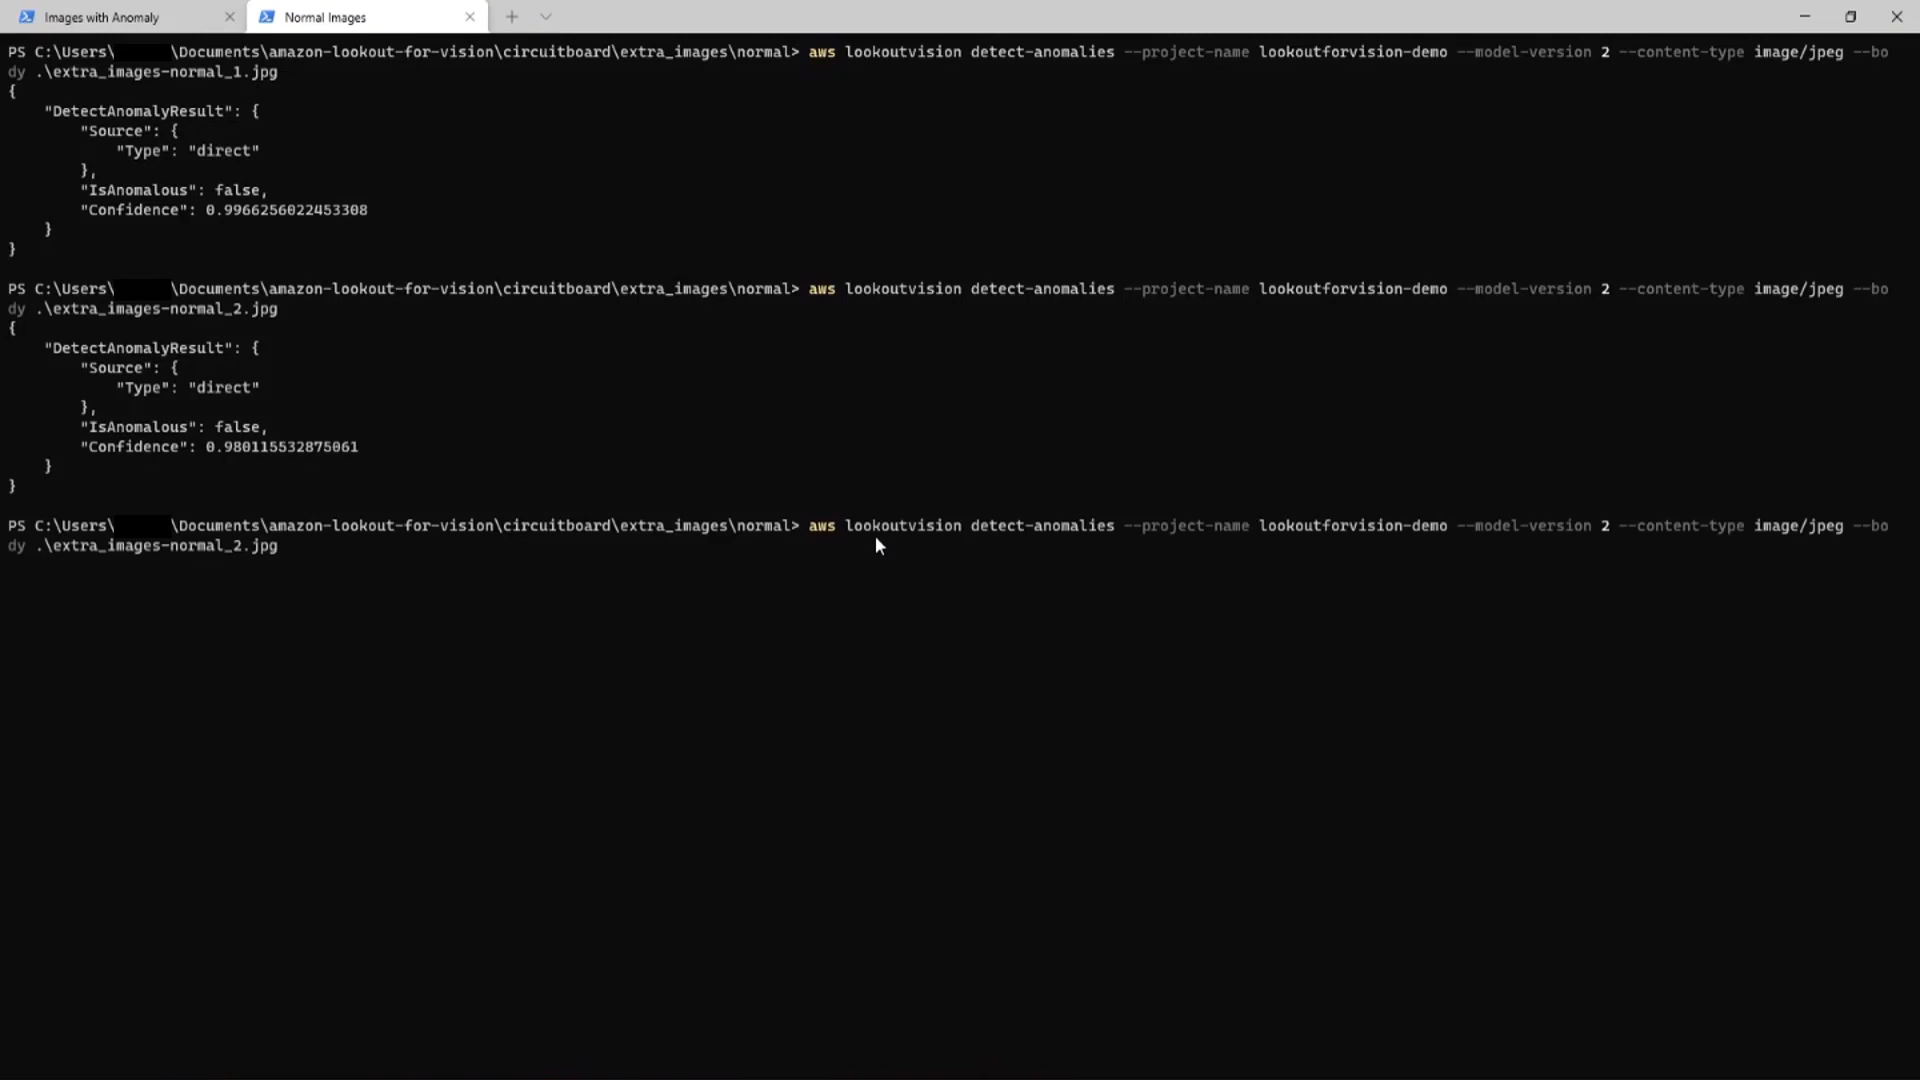 Images with Anomaly
Normal Images
PS C:\Users\ \Documents\amazon-lookout-for-vision\circuitboard\extra_images\normal> aws lookoutvision detect-anomalies --project-name lookoutforvision-demo --model-version 2 --content-type image/jpeg --bo
dy .\extra_images-normal_1.jpg
{
    "DetectAnomalyResult": {
        "Source": {
            "Type": "direct"
        },
        "IsAnomalous": false,
        "Confidence": 0.9966256022453308
    }
}
PS C:\Users\ \Documents\amazon-lookout-for-vision\circuitboard\extra_images\normal> aws lookoutvision detect-anomalies --project-name lookoutforvision-demo --model-version 2 --content-type image/jpeg --bo
dy .\extra_images-normal_2.jpg
{
    "DetectAnomalyResult": {
        "Source": {
            "Type": "direct"
        },
        "IsAnomalous": false,
        "Confidence": 0.980115532875061
    }
}
PS C:\Users\ \Documents\amazon-lookout-for-vision\circuitboard\extra_images\normal> aws lookoutvision detect-anomalies --project-name lookoutforvision-demo --model-version 2 --content-type image/jpeg --bo
dy .\extra_images-normal_2.jpg